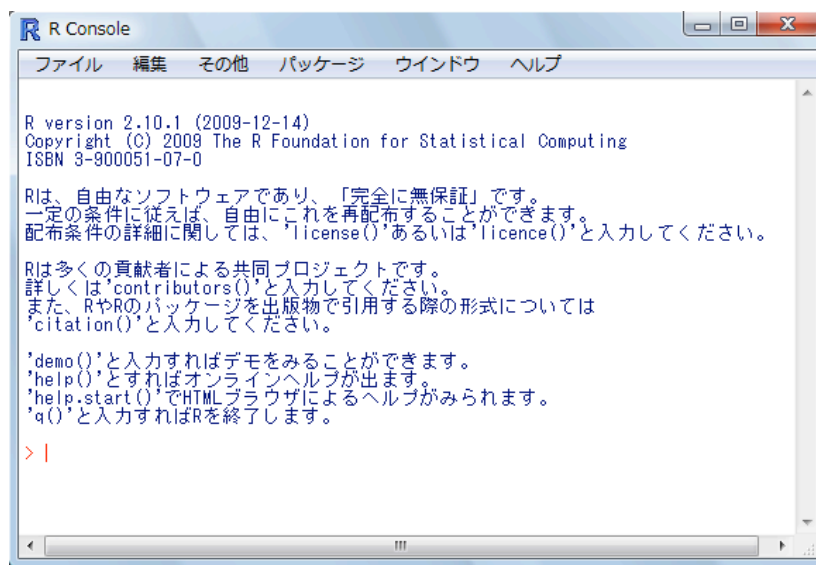 R Console
ファイル 編集 その他 パッケージ ウインドウ ヘルプ
R version 2.10.1 (2009-12-14)
Copyright (C) 2009 The R Foundation for Statistical Computing
ISBN 3-900051-07-0
Rは、自由なソフトウェアであり、「完全に無保証」です。
一定の条件に従えば、自由にこれを再配布することができます。
配布条件の詳細に関しては、'license()'あるいは'licence()'と入力してください。
Rは多くの貢献者による共同プロジェクトです。
詳しくは'contributors()'と入力してください。
また、RやRのパッケージを出版物で引用する際の形式については
'citation()'と入力してください。
'demo()'と入力すればデモをみることができます。
'help()'とすればオンラインヘルプが出ます。
'help.start()'でHTMLブラウザによるヘルプがみられます。
'q()'と入力すればRを終了します。
>